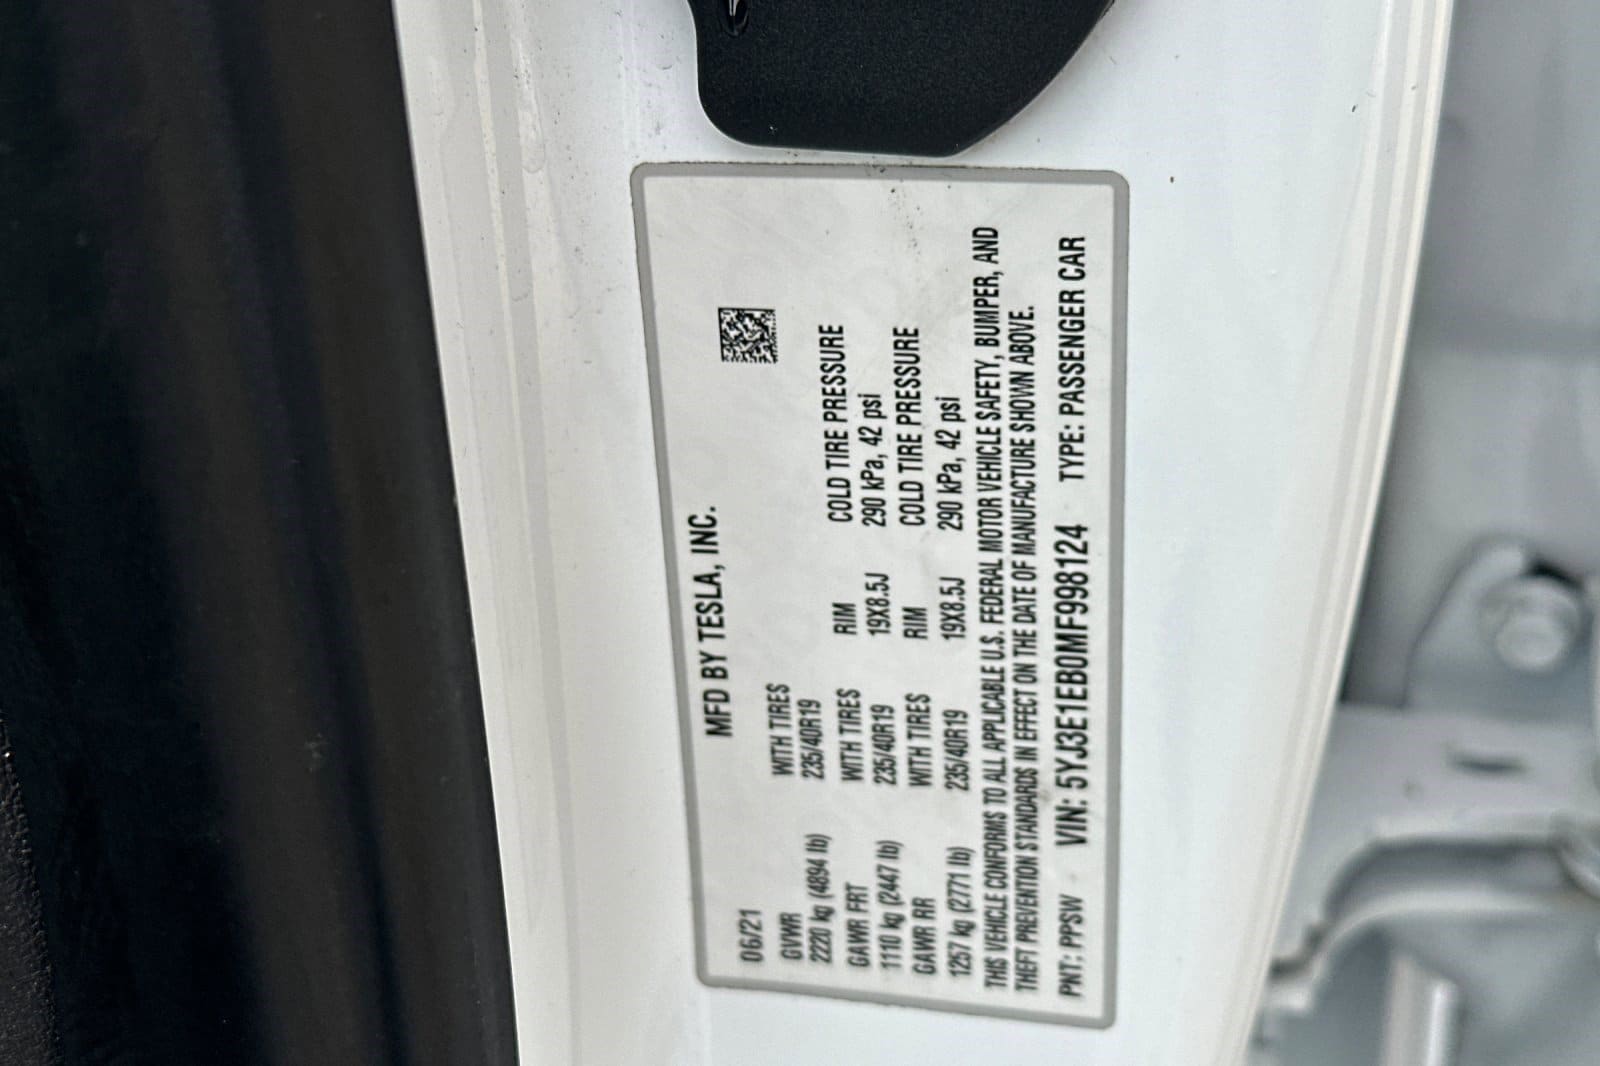 MFD BY TESLA, INC.
06/21
GVWR WITH TIRES
2220 kg (4894 lb) 235/40R19
GAWR FRT WITH TIRES RIM COLD TIRE PRESSURE
1110 kg (2447 lb) 235/40R19 19X8.5J 290 kPa, 42 psi
GAWR RR WITH TIRES RIM COLD TIRE PRESSURE
1257 kg (2771 lb) 235/40R19 19X8.5J 290 kPa, 42 psi
THIS VEHICLE CONFORMS TO ALL APPLICABLE U.S. FEDERAL MOTOR VEHICLE SAFETY, BUMPER, AND
THEFT PREVENTION STANDARDS IN EFFECT ON THE DATE OF MANUFACTURE SHOWN ABOVE.
PNT: PPSW VIN: 5YJ3E1EB0MF998124 TYPE: PASSENGER CAR